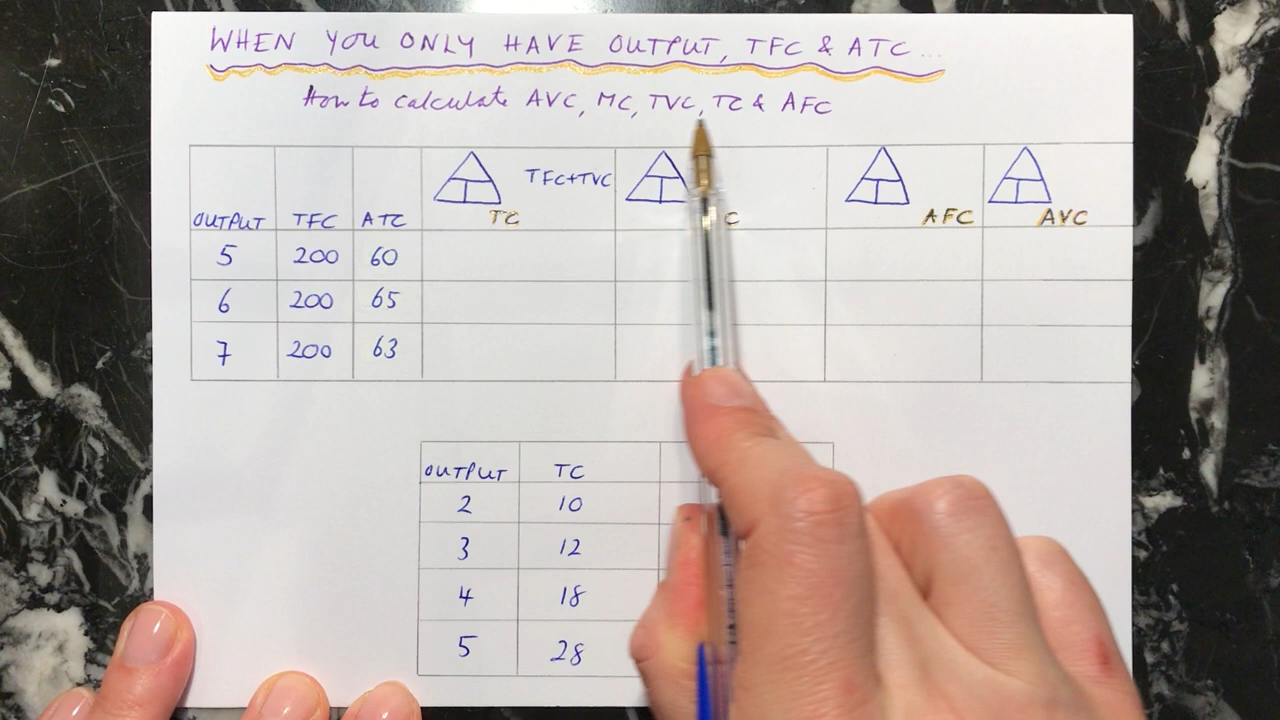 WHEN YOU ONLY HAVE OUTPUT, TFC & ATC...
How to calculate AVC, MC, TVC, TC & AFC
TFC+TVC
OUTPUT TFC ATC TC C AFC AVC
5 200 60
6 200 65
7 200 63
OUTPUT TC
2 10
3 12
4 18
5 28